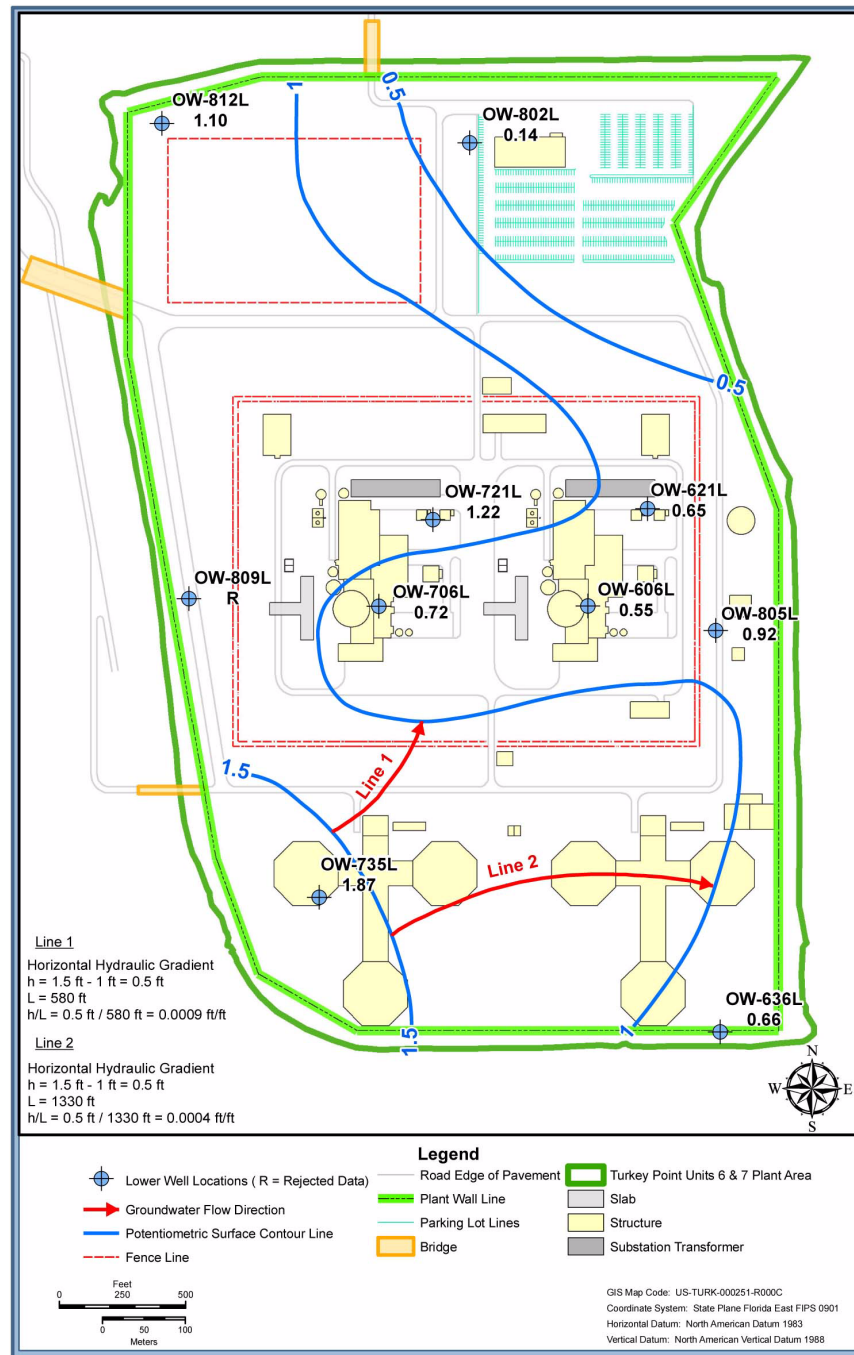 0.5
1
OW-812L
1.10
OW-802L
0.14
0.5
OW-721L
1.22
OW-621L
0.65
OW-809L
R
OW-706L
0.72
OW-606L
0.55
OW-805L
0.92
1.5
Line 1
OW-735L
1.87
Line 2
OW-636L
0.66
1.5
1
Line 1
Horizontal Hydraulic Gradient
h = 1.5 ft - 1 ft = 0.5 ft
L = 580 ft
h/L = 0.5 ft / 580 ft = 0.0009 ft/ft
Line 2
Horizontal Hydraulic Gradient
h = 1.5 ft - 1 ft = 0.5 ft
L = 1330 ft
h/L = 0.5 ft / 1330 ft = 0.0004 ft/ft
N
W E
S
Legend
Lower Well Locations ( R = Rejected Data)
Groundwater Flow Direction
Potentiometric Surface Contour Line
Fence Line
Road Edge of Pavement
Plant Wall Line
Parking Lot Lines
Bridge
Turkey Point Units 6 & 7 Plant Area
Slab
Structure
Substation Transformer
Feet
0 250 500
0 50 100
Meters
GIS Map Code: US-TURK-000251-R000C
Coordinate System: State Plane Florida East FIPS 0901
Horizontal Datum: North American Datum 1983
Vertical Datum: North American Vertical Datum 1988